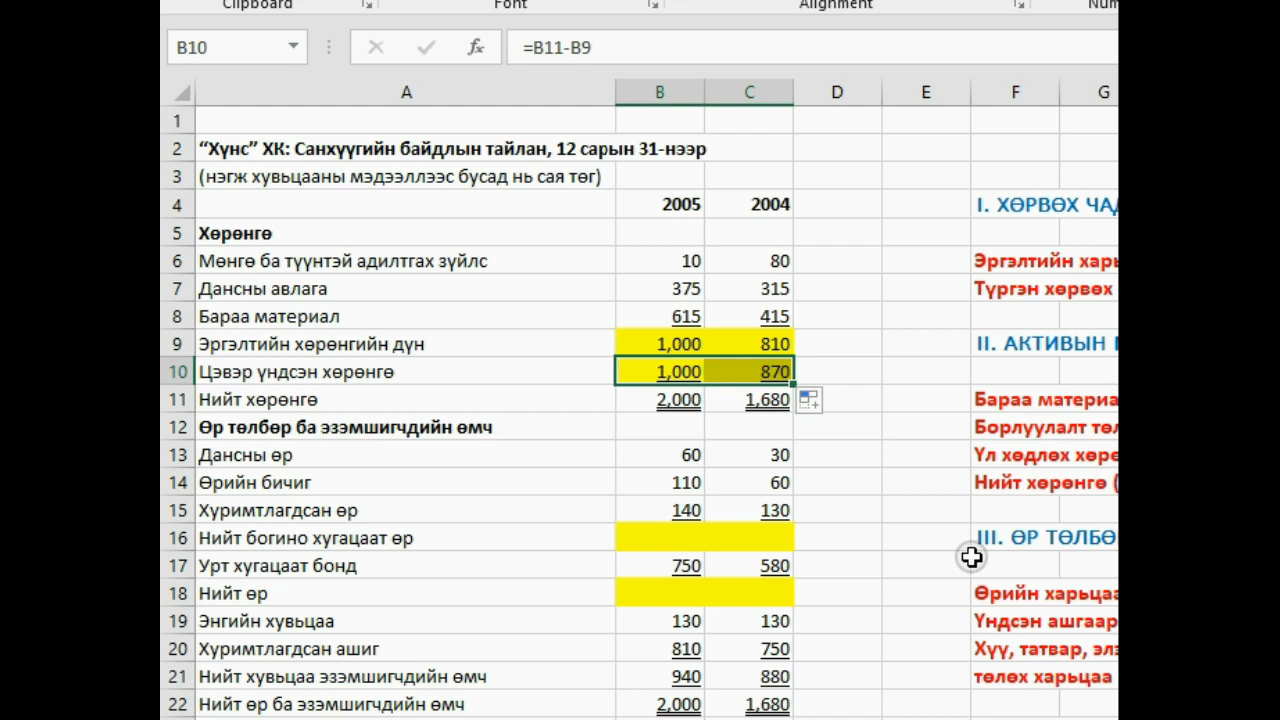 Clipboard Font Alignment Num
B10 fx =B11-B9
A B C D E F G
1
2 “Хүнс” ХК: Санхүүгийн байдлын тайлан, 12 сарын 31-нээр
3 (нэгж хувьцааны мэдээллээс бусад нь сая төг)
4 2005 2004 I. ХӨРВӨХ ЧАД
5 Хөрөнгө
6 Мөнгө ба түүнтэй адилтгах зүйлс 10 80 Эргэлтийн харь
7 Дансны авлага 375 315 Түргэн хөрвөх
8 Бараа материал 615 415
9 Эргэлтийн хөрөнгийн дүн 1,000 810 II. АКТИВЫН
10 Цэвэр үндсэн хөрөнгө 1,000 870
11 Нийт хөрөнгө 2,000 1,680 Бараа материа
12 Өр төлбөр ба эзэмшигчдийн өмч Борлуулалт төл
13 Дансны өр 60 30 Үл хөдлөх хөрө
14 Өрийн бичиг 110 60 Нийт хөрөнгө (
15 Хуримтлагдсан өр 140 130
16 Нийт богино хугацаат өр III. ӨР ТӨЛБӨ
17 Урт хугацаат бонд 750 580
18 Нийт өр Өрийн харьцаа
19 Энгийн хувьцаа 130 130 Үндсэн ашгаар
20 Хуримтлагдсан ашиг 810 750 Хүү, татвар, элэ
21 Нийт хувьцаа эзэмшигчдийн өмч 940 880 төлөх харьцаа
22 Нийт өр ба эзэмшигчийн өмч 2,000 1,680